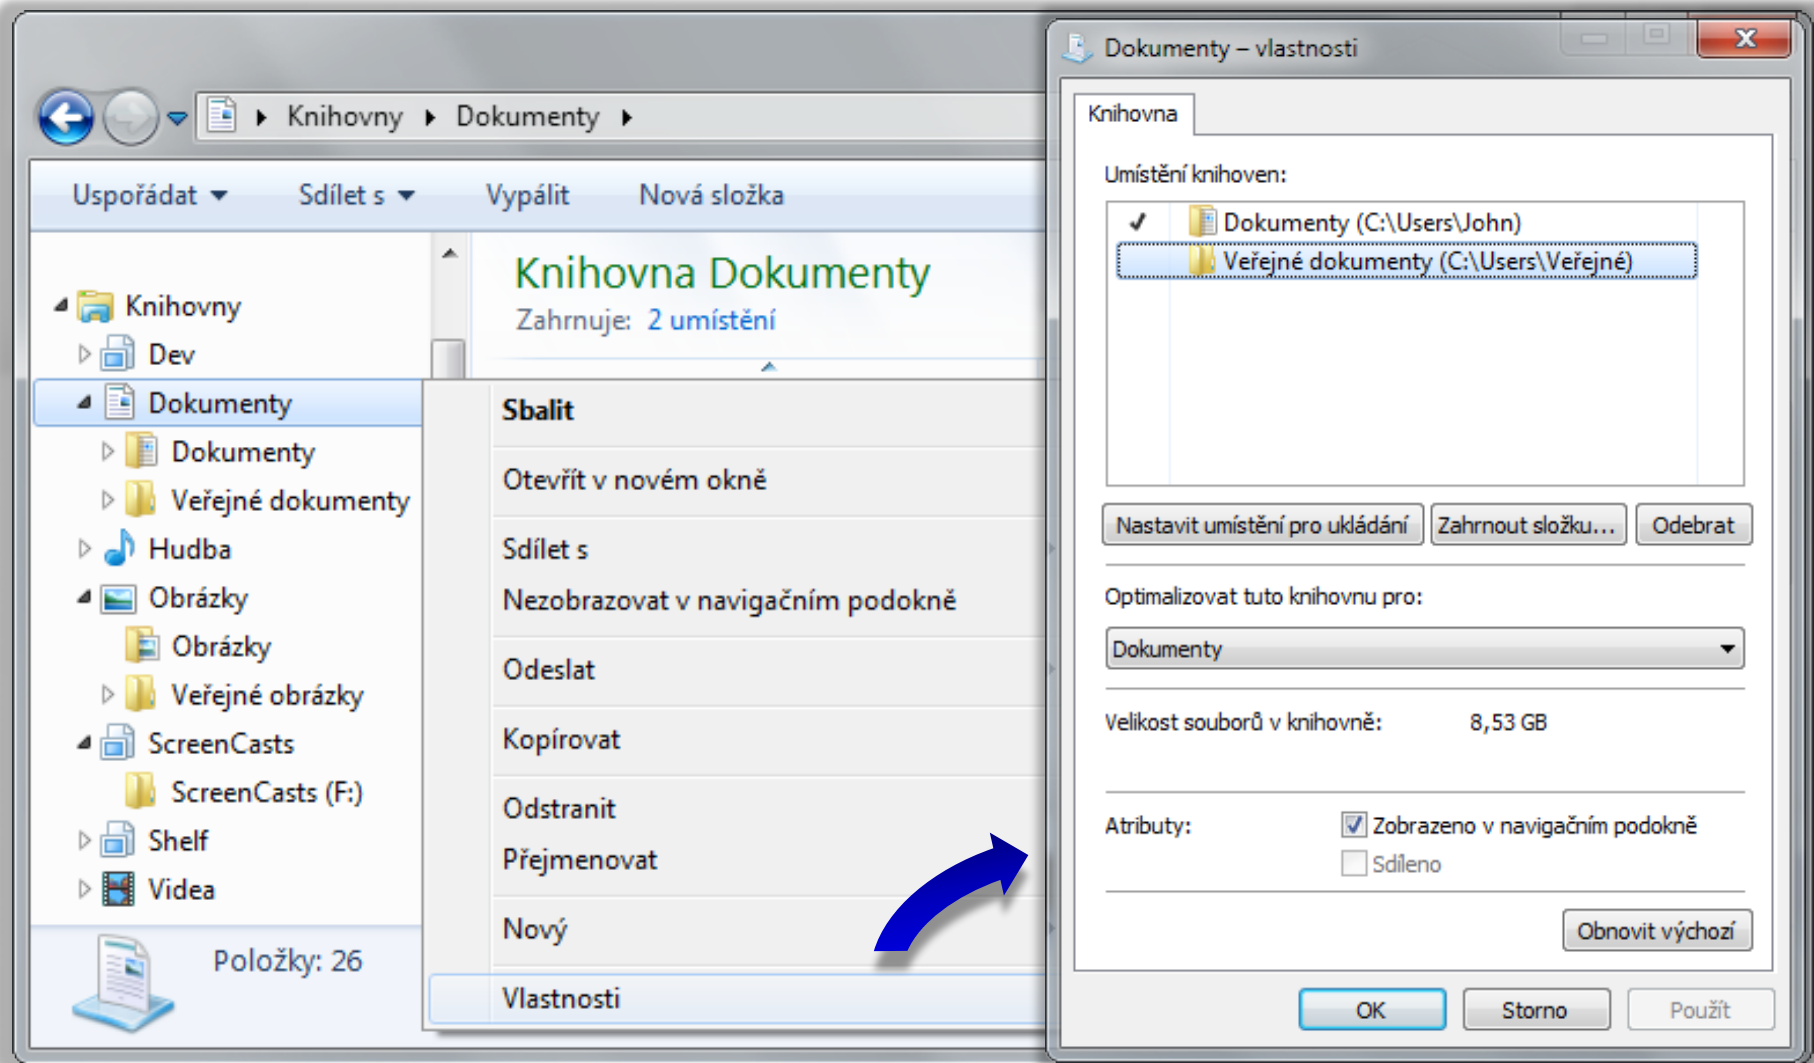 Knihovny Dokumenty
Uspořádat Sdílet s Vypálit Nová složka
Knihovna Dokumenty
Zahrnuje: 2 umístění
Knihovny
Dev
Dokumenty
Dokumenty
Veřejné dokumenty
Hudba
Obrázky
Obrázky
Veřejné obrázky
ScreenCasts
ScreenCasts (F:)
Shelf
Videa
Položky: 26
Sbalit
Otevřít v novém okně
Sdílet s
Nezobrazovat v navigačním podokně
Odeslat
Kopírovat
Odstranit
Přejmenovat
Nový
Vlastnosti
Dokumenty – vlastnosti
Knihovna
Umístění knihoven:
Dokumenty (C:\Users\John)
Veřejné dokumenty (C:\Users\Veřejné)
Nastavit umístění pro ukládání Zahrnout složku... Odebrat
Optimalizovat tuto knihovnu pro:
Dokumenty
Velikost souborů v knihovně: 8,53 GB
Atributy: Zobrazeno v navigačním podokně
Sdíleno
Obnovit výchozí
OK Storno Použít